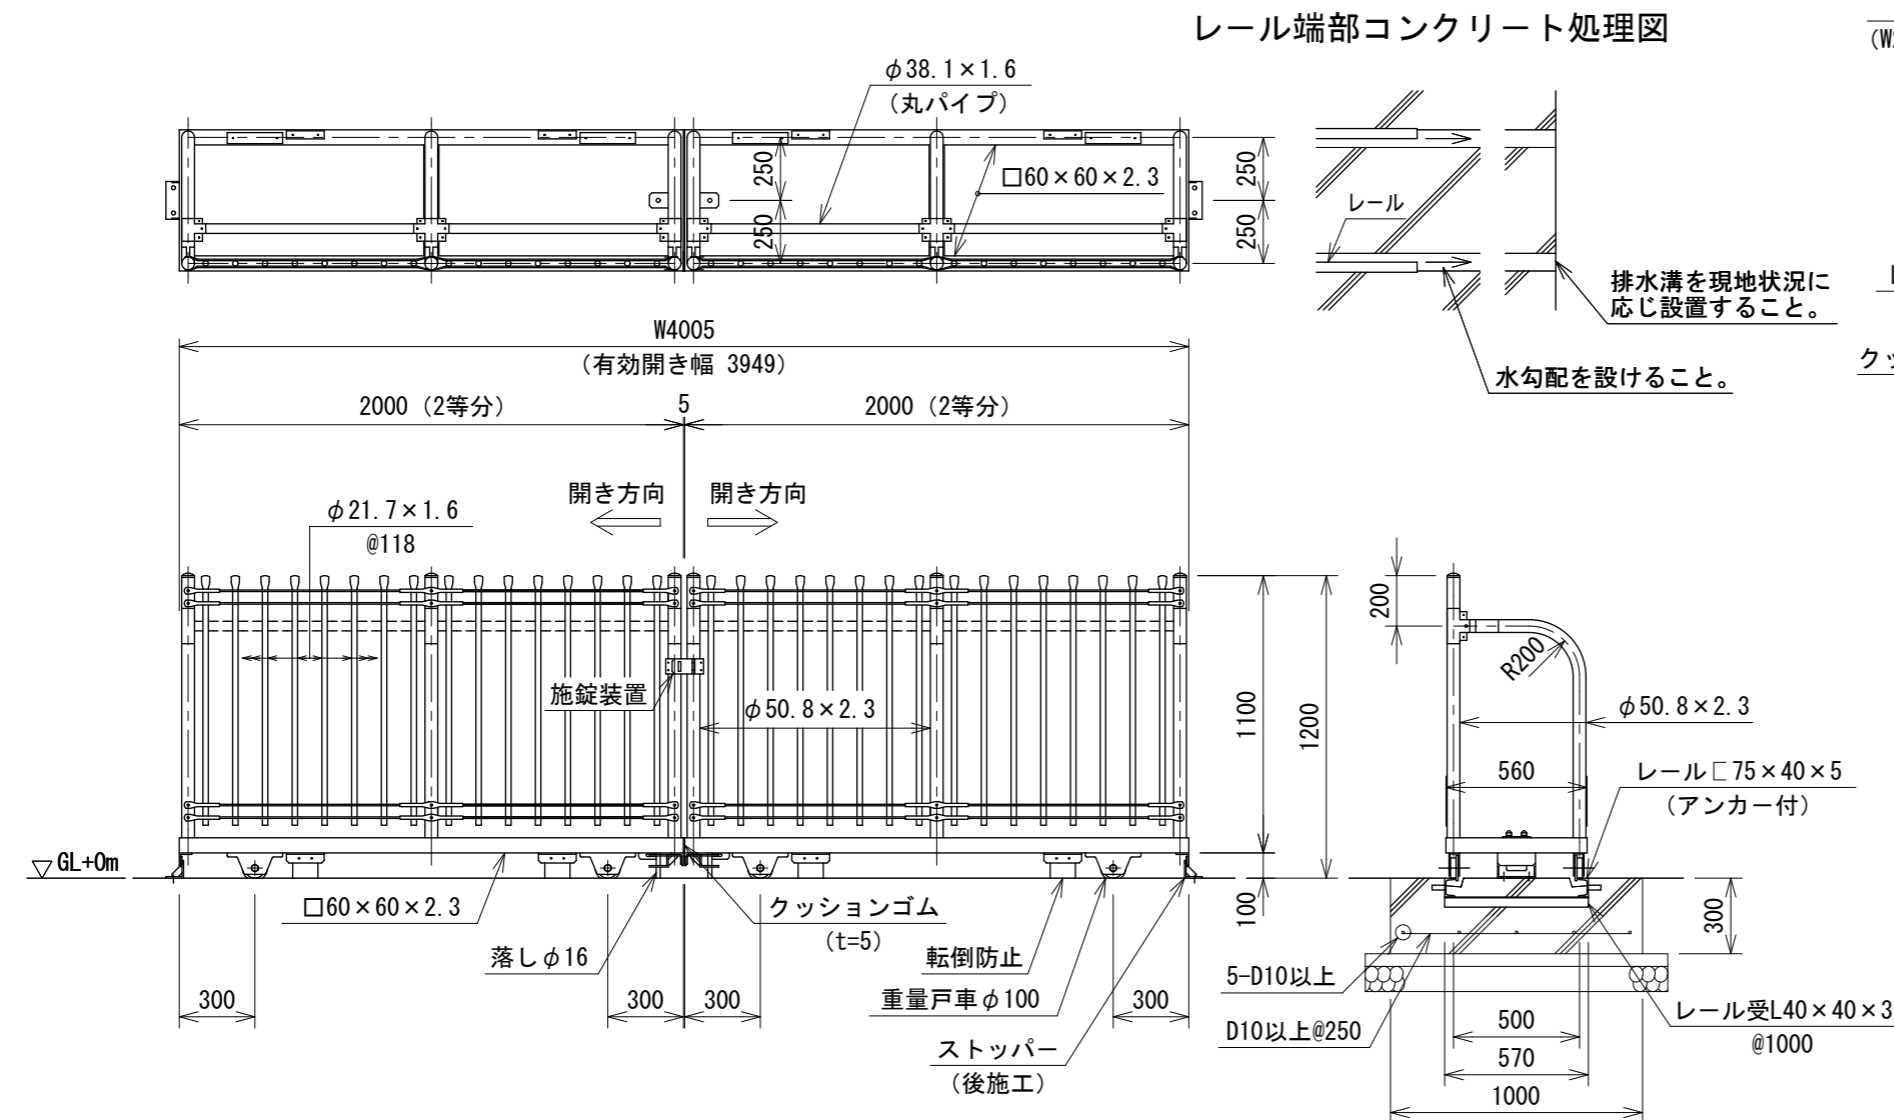 レール端部コンクリート処理図
(W
φ38.1×1.6
(丸パイプ)
250
250
□60×60×2.3
250
250
レール
排水溝を現地状況に
応じ設置すること。
水勾配を設けること。
クッ
W4005
(有効開き幅 3949)
2000 (2等分)
5
2000 (2等分)
開き方向
開き方向
φ21.7×1.6
@118
施錠装置
φ50.8×2.3
1100
1200
200
R200
φ50.8×2.3
560
レール⊏75×40×5
(アンカー付)
▽GL+0m
100
300
□60×60×2.3
クッションゴム
(t=5)
落しφ16
転倒防止
重量戸車φ100
ストッパー
(後施工)
300
300
300
300
5-D10以上
D10以上@250
レール受L40×40×3
@1000
500
570
1000